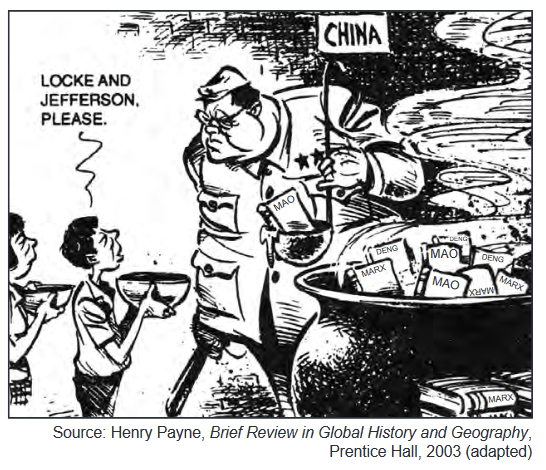 CHINA
LOCKE AND
JEFFERSON,
PLEASE.
MAO
DENG
DENG
MAO
DENG
MARX
MAO
MARX
MARX
MARX
Source: Henry Payne, Brief Review in Global History and Geography,
Prentice Hall, 2003 (adapted)